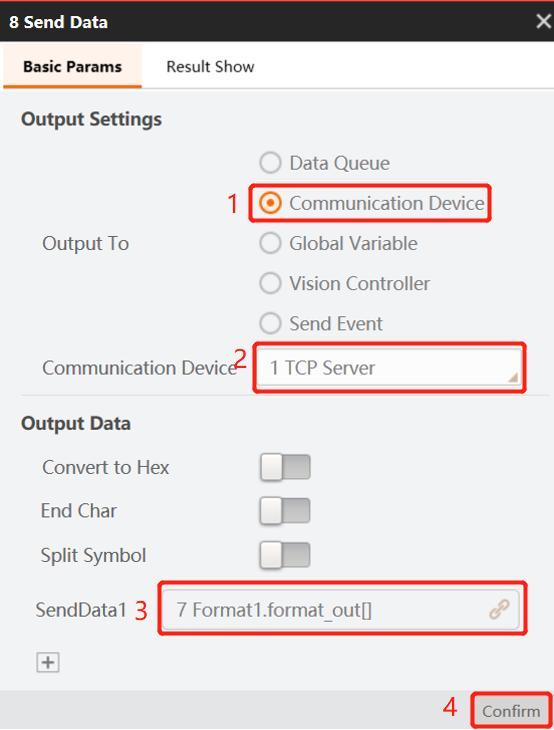 8 Send Data
Basic Params Result Show
Output Settings
Data Queue
1 Communication Device
Output To Global Variable
Vision Controller
Send Event
Communication Device 2 1 TCP Server
Output Data
Convert to Hex
End Char
Split Symbol
SendData1 3 7 Format1.format_out[]
4 Confirm